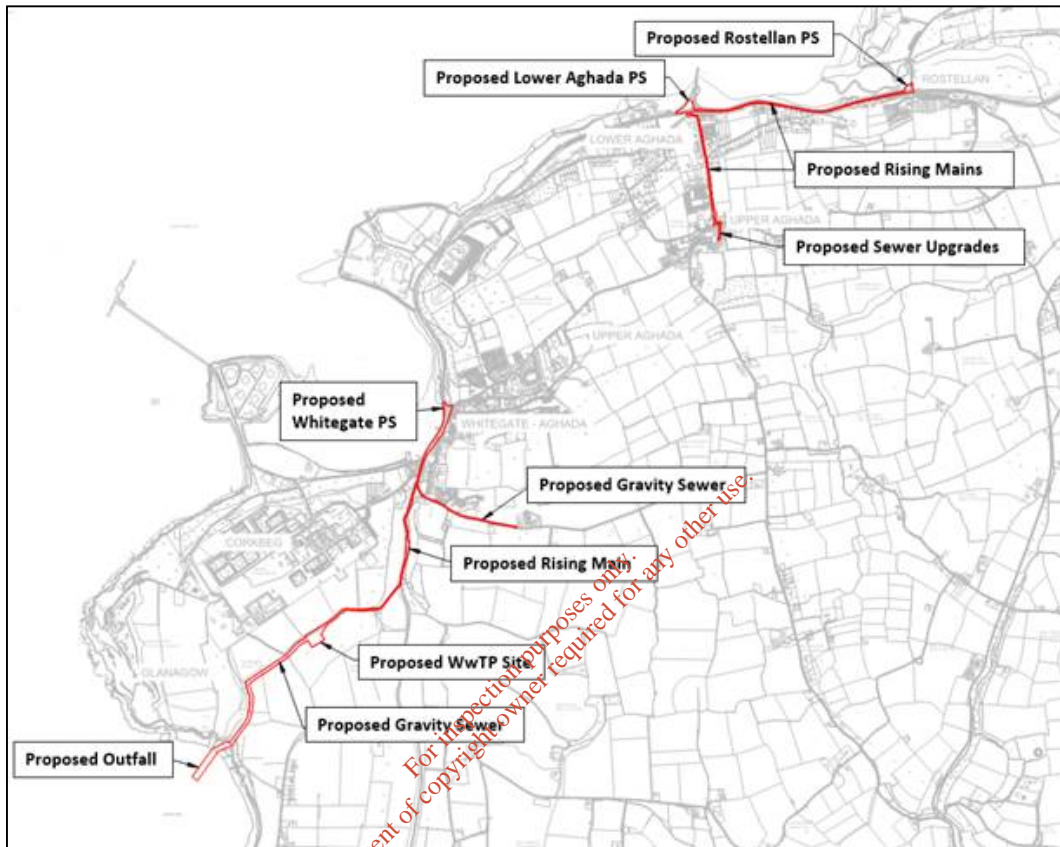 Proposed Rostellan PS
Proposed Lower Aghada PS
ROSTELLAN
LOWER AGHADA
Proposed Rising Mains
UPPER AGHADA
Proposed Sewer Upgrades
UPPER AGHADA
Proposed
Whitegate PS
WHITEGATE - AGHADA
Proposed Gravity Sewer
CORKBEG
Proposed Rising Main
Proposed WwTP Site
GLANAGOW
Proposed Gravity Sewer
Proposed Outfall
For inspection purposes only.
ent of copyright owner required for any other use.